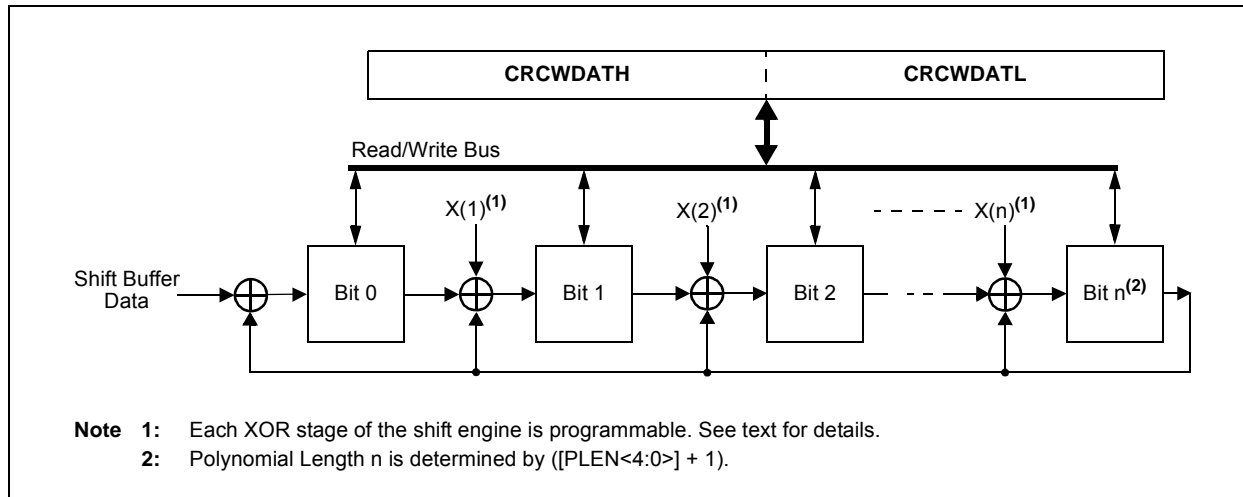 CRCWDATH CRCWDATL
Read/Write Bus
X(1)(1) X(2)(1) X(n)(1)
Shift Buffer
Data
Bit 0 Bit 1 Bit 2 Bit n(2)
Note 1: Each XOR stage of the shift engine is programmable. See text for details.
2: Polynomial Length n is determined by ([PLEN<4:0>] + 1).